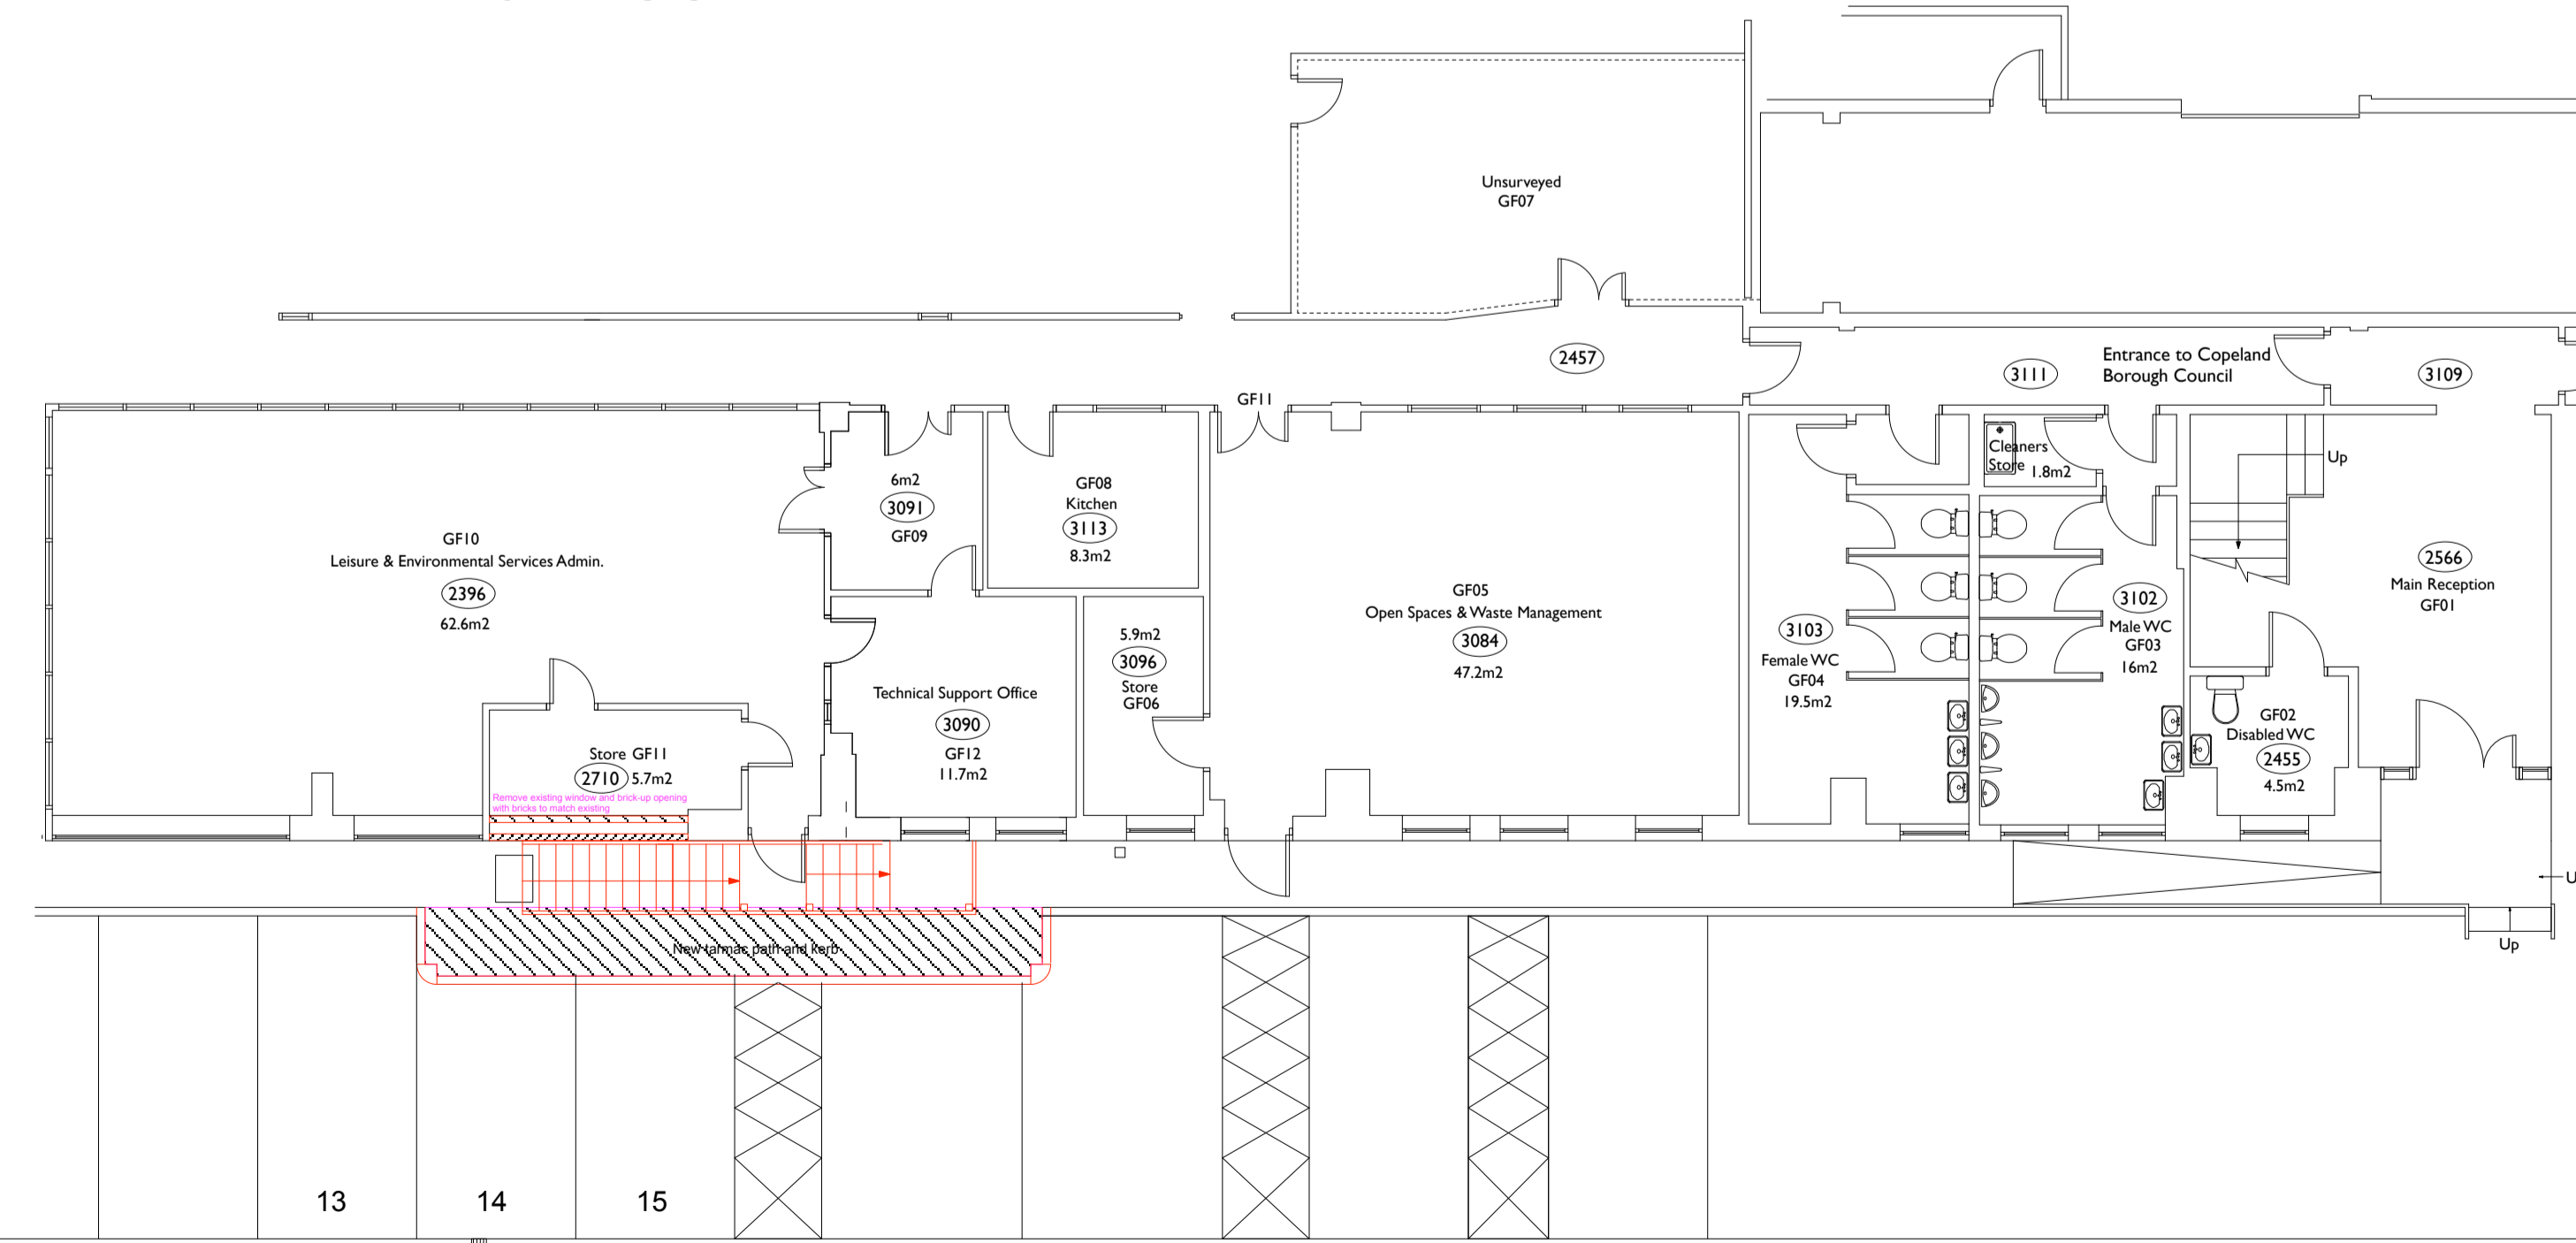 Unsurveyed
GF07
2457
Entrance to Copeland
Borough Council
3111
3109
GF11
Cleaners
Store 1.8m2
Up
6m2
3091
GF09
GF08
Kitchen
3113
8.3m2
GF10
Leisure & Environmental Services Admin.
2396
62.6m2
GF05
Open Spaces & Waste Management
3084
47.2m2
2566
Main Reception
GF01
5.9m2
3096
Store
GF06
3103
Female WC
GF04
19.5m2
3102
Male WC
GF03
16m2
Technical Support Office
3090
GF12
11.7m2
Store GF11
2710 5.7m2
GF02
Disabled WC
2455
4.5m2
Remove existing window and brick-up opening
with bricks to match existing
New tarmac path and kerb
Up
13
14
15